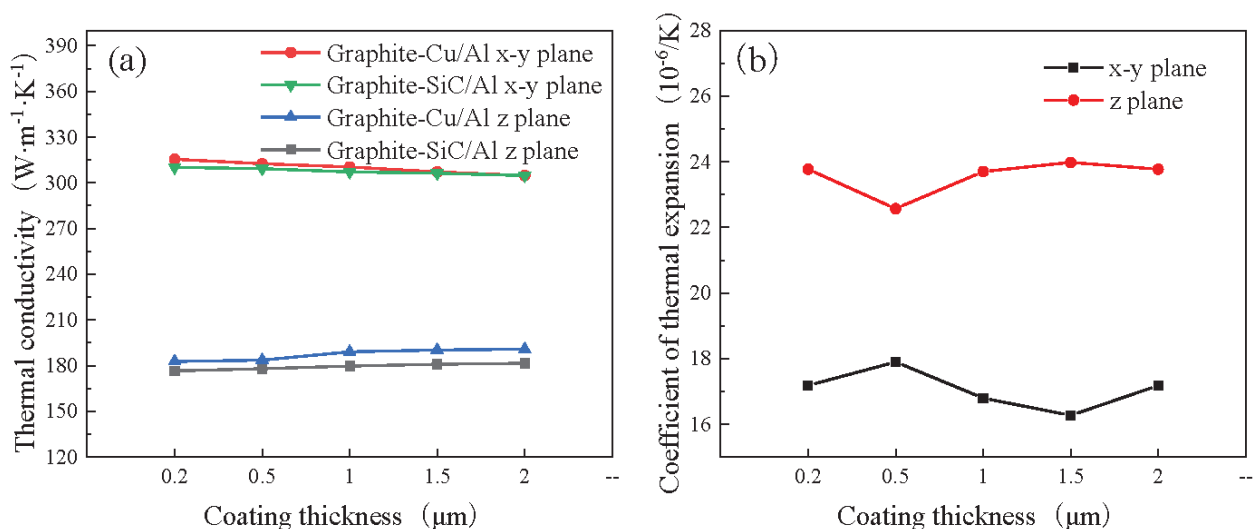 (a)
Graphite-Cu/Al x-y plane
Graphite-SiC/Al x-y plane
Graphite-Cu/Al z plane
Graphite-SiC/Al z plane
Thermal conductivity (W·m⁻¹·K⁻¹)
390
360
330
300
270
240
210
180
150
120
0.2 0.5 1 1.5 2 --
Coating thickness (μm)
(b)
x-y plane
z plane
Coefficient of thermal expansion (10⁻⁶/K)
28
26
24
22
20
18
16
0.2 0.5 1 1.5 2 --
Coating thickness (μm)